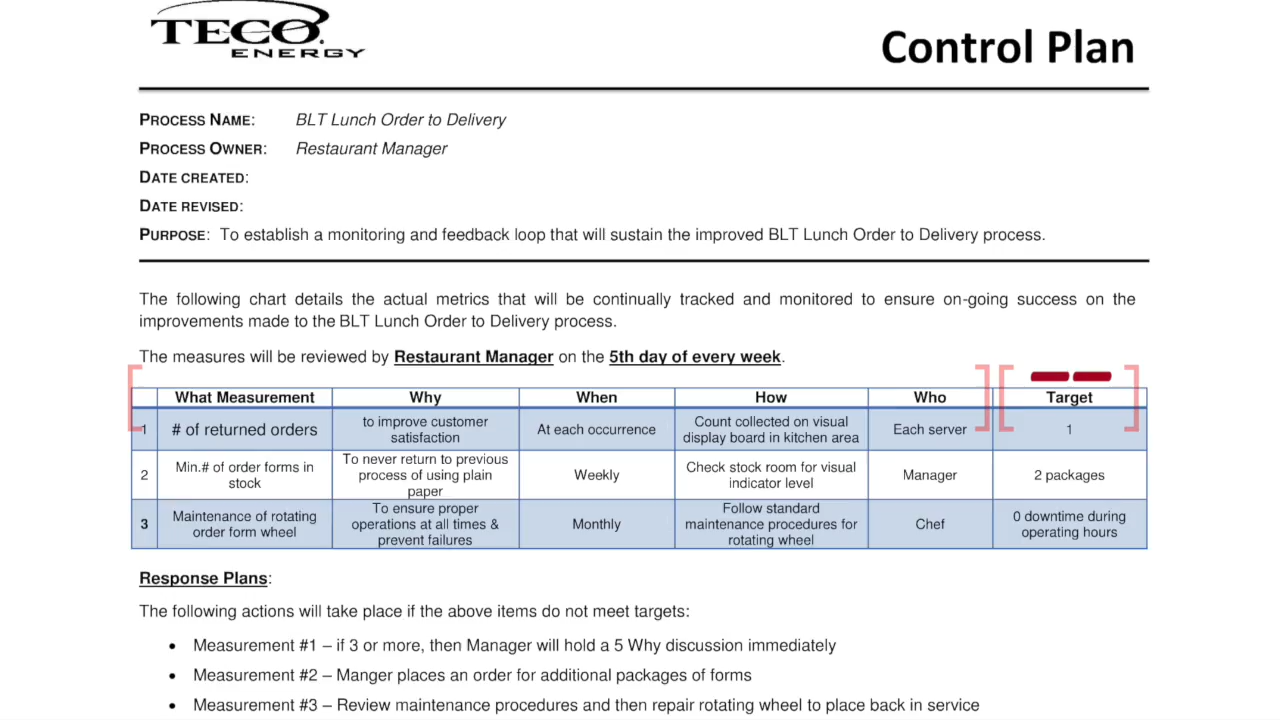 TECO.
ENERGY
Control Plan
PROCESS NAME: BLT Lunch Order to Delivery
PROCESS OWNER: Restaurant Manager
DATE CREATED:
DATE REVISED:
PURPOSE: To establish a monitoring and feedback loop that will sustain the improved BLT Lunch Order to Delivery process.
The following chart details the actual metrics that will be continually tracked and monitored to ensure on-going success on the
improvements made to the BLT Lunch Order to Delivery process.
The measures will be reviewed by Restaurant Manager on the 5th day of every week.
What Measurement Why When How Who Target
1 # of returned orders to improve customer satisfaction At each occurrence Count collected on visual display board in kitchen area Each server 1
2 Min.# of order forms in stock To never return to previous process of using plain paper Weekly Check stock room for visual indicator level Manager 2 packages
3 Maintenance of rotating order form wheel To ensure proper operations at all times & prevent failures Monthly Follow standard maintenance procedures for rotating wheel Chef 0 downtime during operating hours
Response Plans:
The following actions will take place if the above items do not meet targets:
• Measurement #1 – if 3 or more, then Manager will hold a 5 Why discussion immediately
• Measurement #2 – Manger places an order for additional packages of forms
• Measurement #3 – Review maintenance procedures and then repair rotating wheel to place back in service